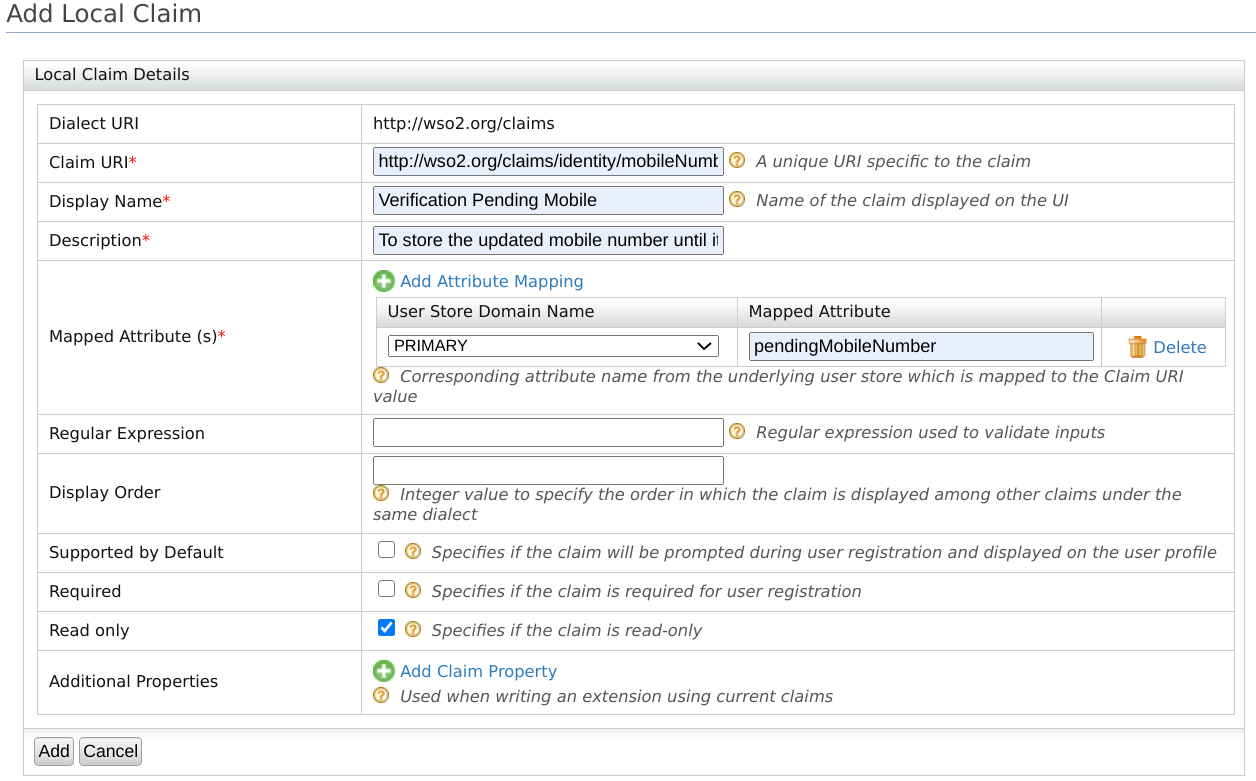 Add Local Claim
Local Claim Details
Dialect URI http://wso2.org/claims
Claim URI* http://wso2.org/claims/identity/mobileNumb A unique URI specific to the claim
Display Name* Verification Pending Mobile Name of the claim displayed on the UI
Description* To store the updated mobile number until it
Add Attribute Mapping
User Store Domain Name Mapped Attribute
Mapped Attribute (s)* PRIMARY pendingMobileNumber Delete
Corresponding attribute name from the underlying user store which is mapped to the Claim URI
value
Regular Expression Regular expression used to validate inputs
Display Order
Integer value to specify the order in which the claim is displayed among other claims under the
same dialect
Supported by Default Specifies if the claim will be prompted during user registration and displayed on the user profile
Required Specifies if the claim is required for user registration
Read only Specifies if the claim is read-only
Additional Properties Add Claim Property
Used when writing an extension using current claims
Add Cancel